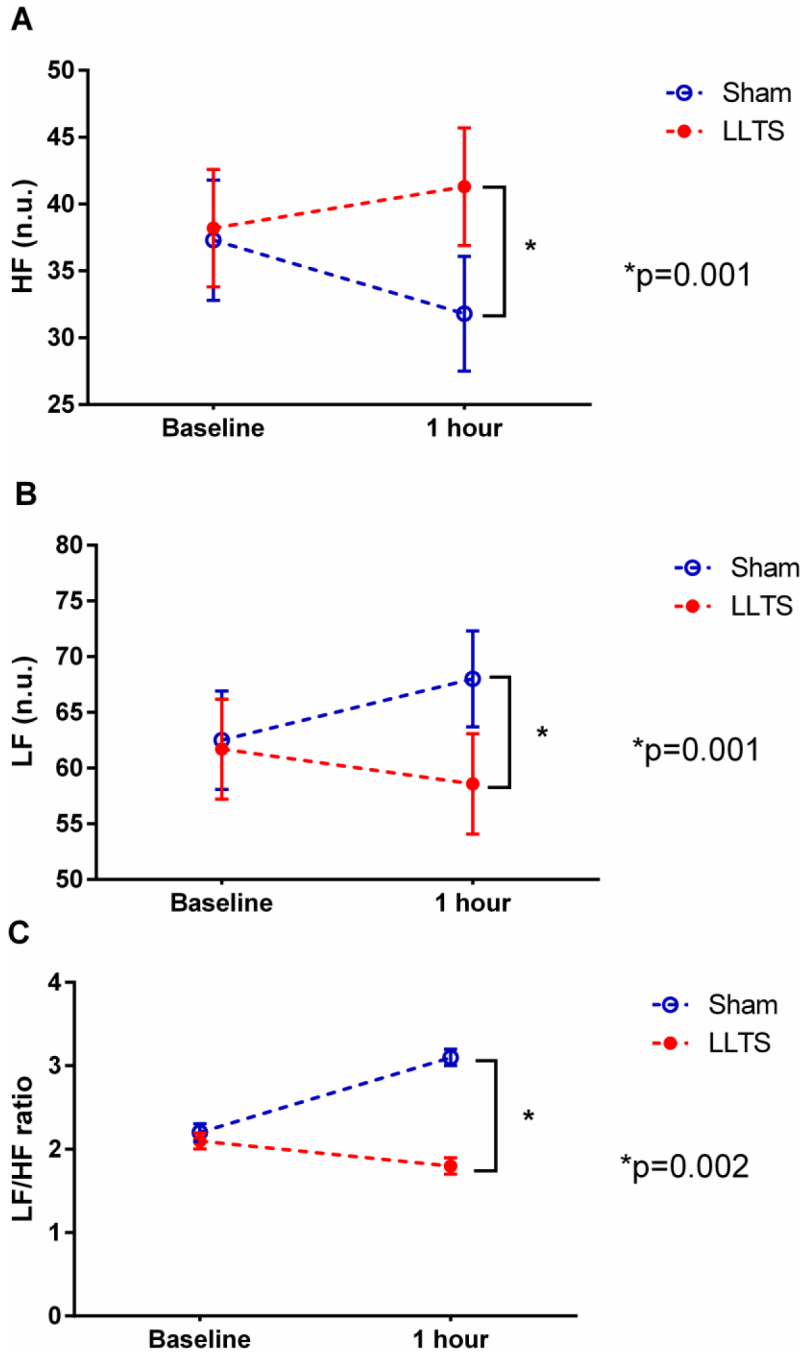 A
50
45
40
35
30
25
HF (n.u.)
Baseline
1 hour
Sham
LLTS
*
*p=0.001
B
80
75
70
65
60
55
50
LF (n.u.)
Baseline
1 hour
Sham
LLTS
*
*p=0.001
C
4
3
2
1
0
LF/HF ratio
Baseline
1 hour
Sham
LLTS
*
*p=0.002